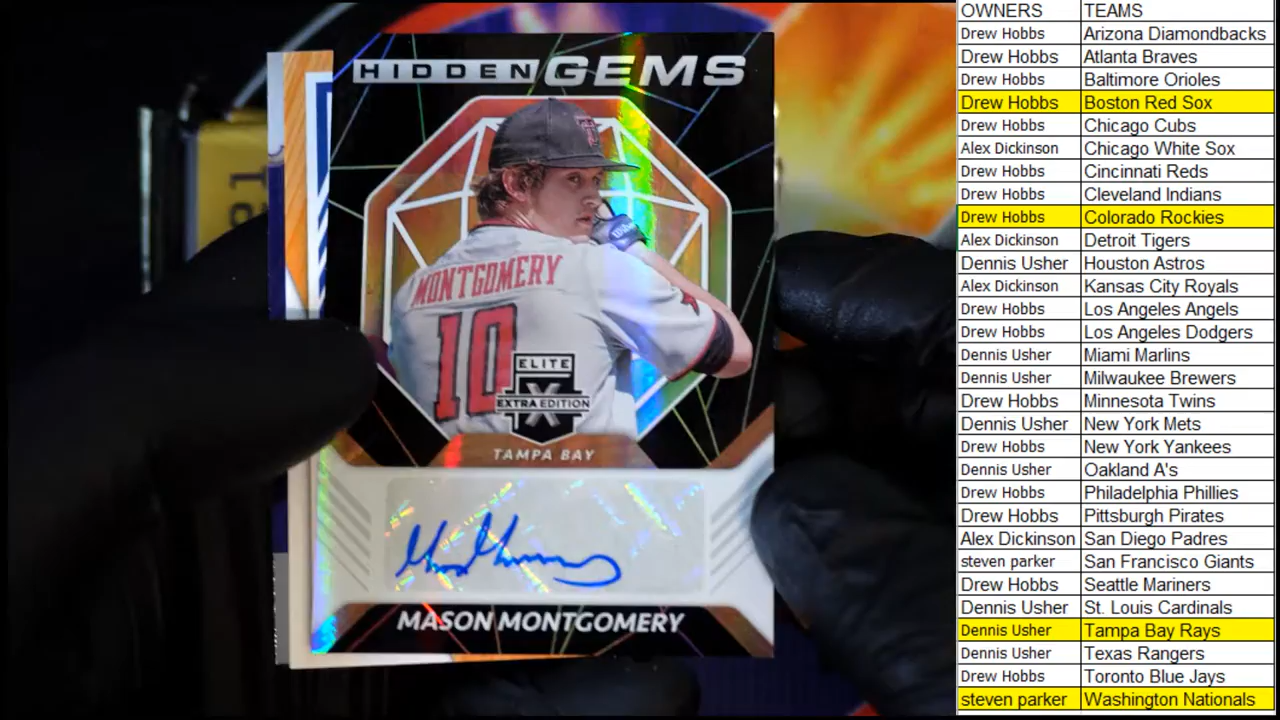 HIDDEN GEMS
MONTGOMERY
10
ELITE
X
EXTRA EDITION
TAMPA BAY
MASON MONTGOMERY
OWNERS TEAMS
Drew Hobbs Arizona Diamondbacks
Drew Hobbs Atlanta Braves
Drew Hobbs Baltimore Orioles
Drew Hobbs Boston Red Sox
Drew Hobbs Chicago Cubs
Alex Dickinson Chicago White Sox
Drew Hobbs Cincinnati Reds
Drew Hobbs Cleveland Indians
Drew Hobbs Colorado Rockies
Alex Dickinson Detroit Tigers
Dennis Usher Houston Astros
Alex Dickinson Kansas City Royals
Drew Hobbs Los Angeles Angels
Drew Hobbs Los Angeles Dodgers
Dennis Usher Miami Marlins
Dennis Usher Milwaukee Brewers
Drew Hobbs Minnesota Twins
Dennis Usher New York Mets
Drew Hobbs New York Yankees
Dennis Usher Oakland A's
Drew Hobbs Philadelphia Phillies
Drew Hobbs Pittsburgh Pirates
Alex Dickinson San Diego Padres
steven parker San Francisco Giants
Drew Hobbs Seattle Mariners
Dennis Usher St. Louis Cardinals
Dennis Usher Tampa Bay Rays
Dennis Usher Texas Rangers
Drew Hobbs Toronto Blue Jays
steven parker Washington Nationals